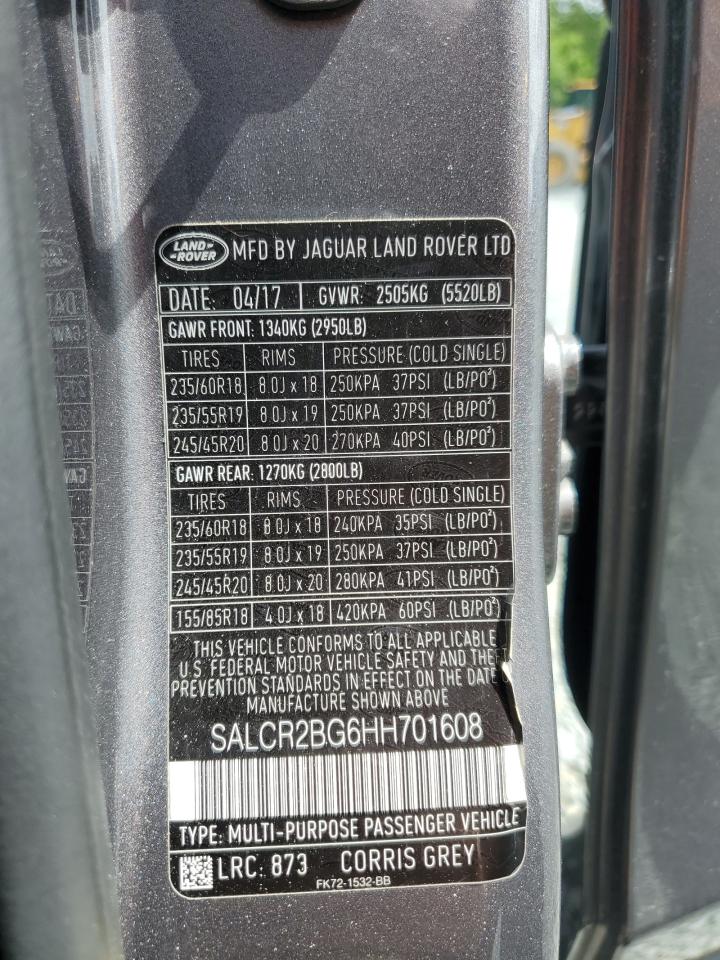 LAND-
-ROVER MFD BY JAGUAR LAND ROVER LTD
DATE: 04/17 GVWR: 2505KG (5520LB)
GAWR FRONT: 1340KG (2950LB)
TIRES RIMS PRESSURE (COLD SINGLE)
235/60R18 8.0J x 18 250KPA 37PSI (LB/PO²)
235/55R19 8.0J x 19 250KPA 37PSI (LB/PO²)
245/45R20 8.0J x 20 270KPA 40PSI (LB/PO²)
GAWR REAR: 1270KG (2800LB)
TIRES RIMS PRESSURE (COLD SINGLE)
235/60R18 8.0J x 18 240KPA 35PSI (LB/PO²)
235/55R19 8.0J x 19 250KPA 37PSI (LB/PO²)
245/45R20 8.0J x 20 280KPA 41PSI (LB/PO²)
155/85R18 4.0J x 18 420KPA 60PSI (LB/PO²)
THIS VEHICLE CONFORMS TO ALL APPLICABLE
U.S. FEDERAL MOTOR VEHICLE SAFETY AND THEFT
PREVENTION STANDARDS IN EFFECT ON THE DATE
MANUFACTURE SHOWN ABOVE
SALCR2BG6HH701608
TYPE: MULTI-PURPOSE PASSENGER VEHICLE
LRC: 873 CORRIS GREY
FK72-1532-BB